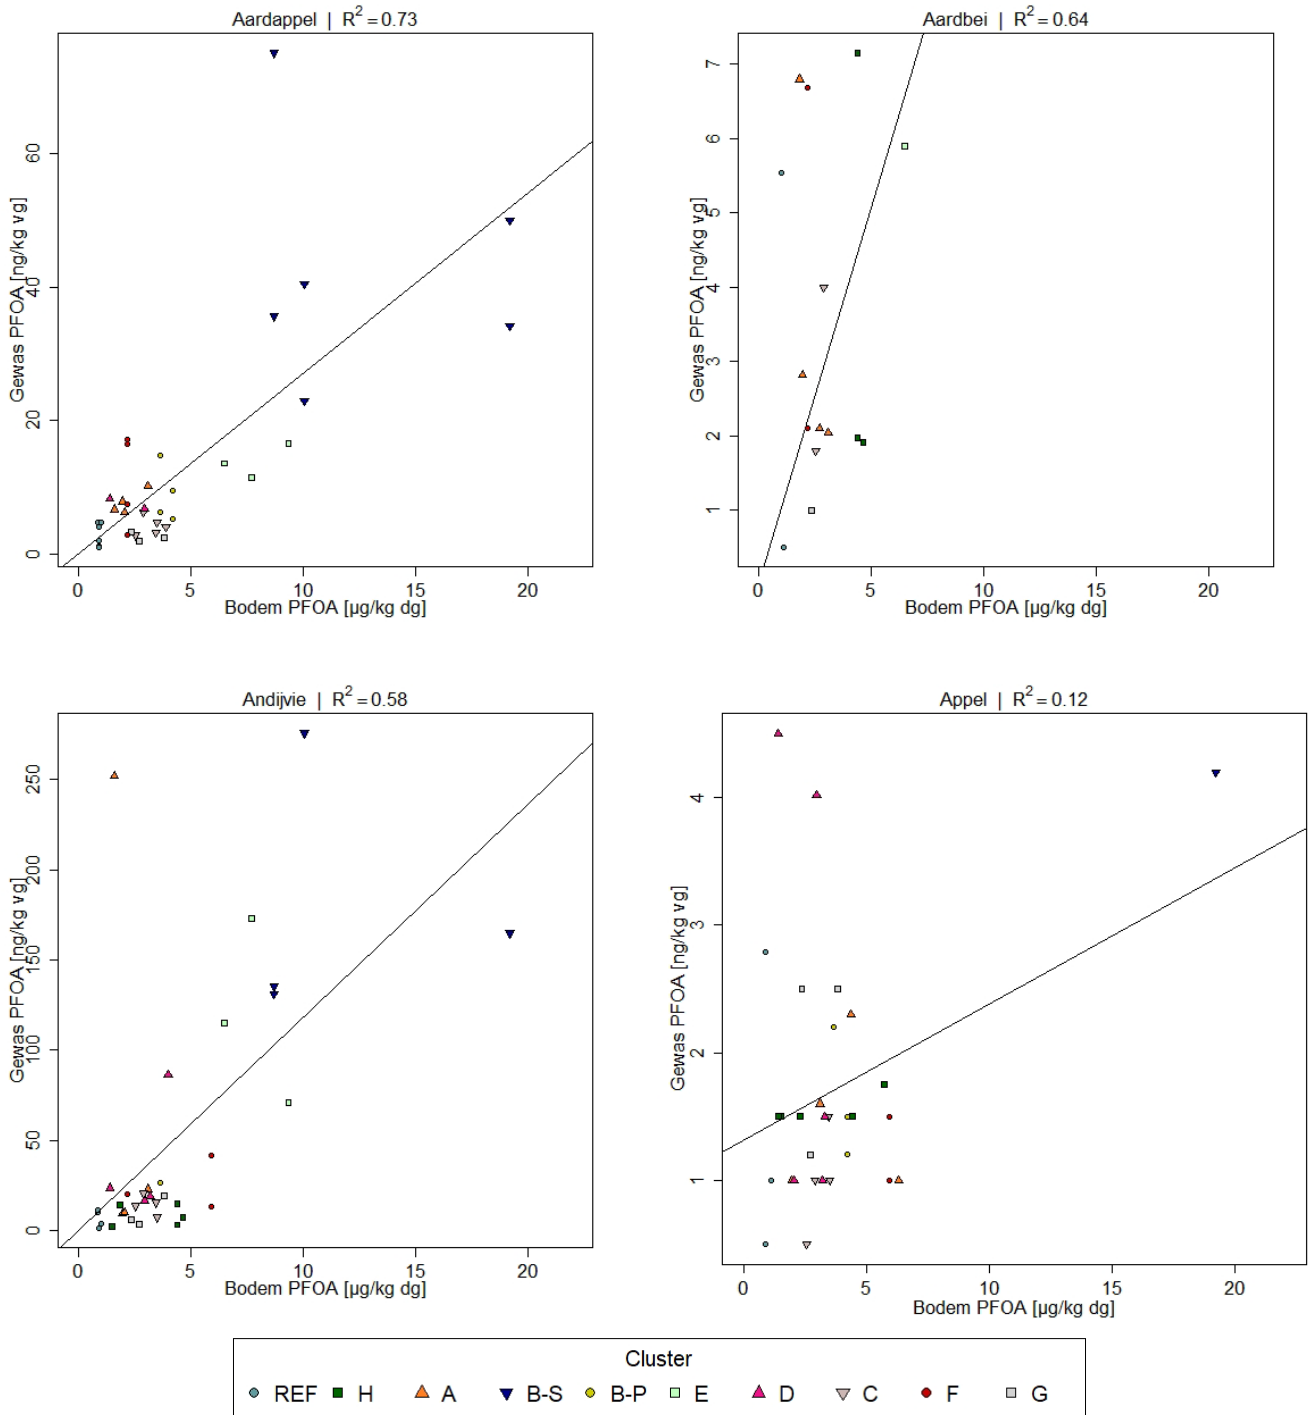 Aardappel | R² = 0.73
Gewas PFOA [ng/kg vg]
60
40
20
0
0 5 10 15 20
Bodem PFOA [µg/kg dg]
Aardbei | R² = 0.64
Gewas PFOA [ng/kg vg]
7
6
5
4
3
2
1
0 5 10 15 20
Bodem PFOA [µg/kg dg]
Andijvie | R² = 0.58
Gewas PFOA [ng/kg vg]
250
200
150
100
50
0
0 5 10 15 20
Bodem PFOA [µg/kg dg]
Appel | R² = 0.12
Gewas PFOA [ng/kg vg]
4
3
2
1
0 5 10 15 20
Bodem PFOA [µg/kg dg]
Cluster
REF H A B-S B-P E D C F G